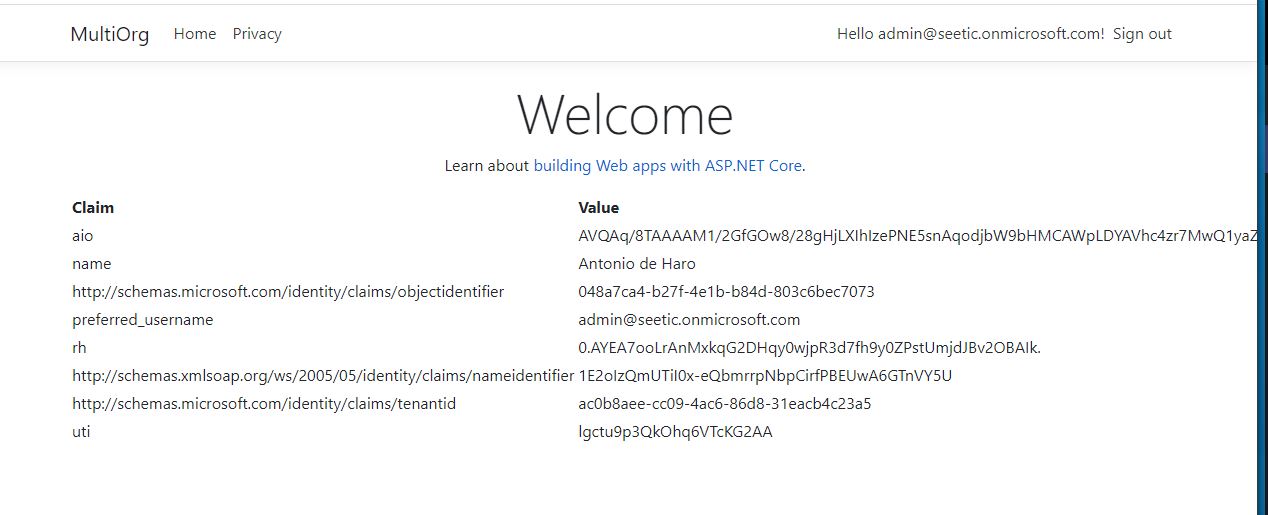 MultiOrg Home Privacy Hello admin@seetic.onmicrosoft.com! Sign out
Welcome
Learn about building Web apps with ASP.NET Core.
Claim Value
aio AVQAq/8TAAAAM1/2GfGOw8/28gHjLXIhIzePNE5snAqodjbW9bHMCAWpLDYAVhc4zr7MwQ1yaZ
name Antonio de Haro
http://schemas.microsoft.com/identity/claims/objectidentifier 048a7ca4-b27f-4e1b-b84d-803c6bec7073
preferred_username admin@seetic.onmicrosoft.com
rh 0.AYEA7ooLrAnMxkqG2DHqy0wjpR3d7fh9y0ZPstUmjdJBv2OBAIk.
http://schemas.xmlsoap.org/ws/2005/05/identity/claims/nameidentifier 1E2oIzQmUTiI0x-eQbmrrpNbpCirfPBEUwA6GTnVY5U
http://schemas.microsoft.com/identity/claims/tenantid ac0b8aee-cc09-4ac6-86d8-31eacb4c23a5
uti lgctu9p3QkOhq6VTcKG2AA